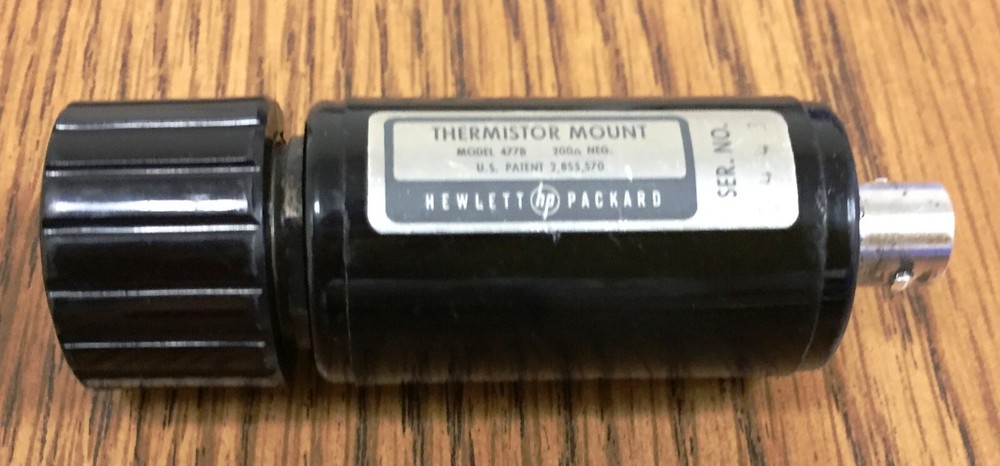 THERMISTOR MOUNT
MODEL 477B 200Ω NEG.
U.S. PATENT 2,855,570
HEWLETT hp PACKARD
SER. NO.